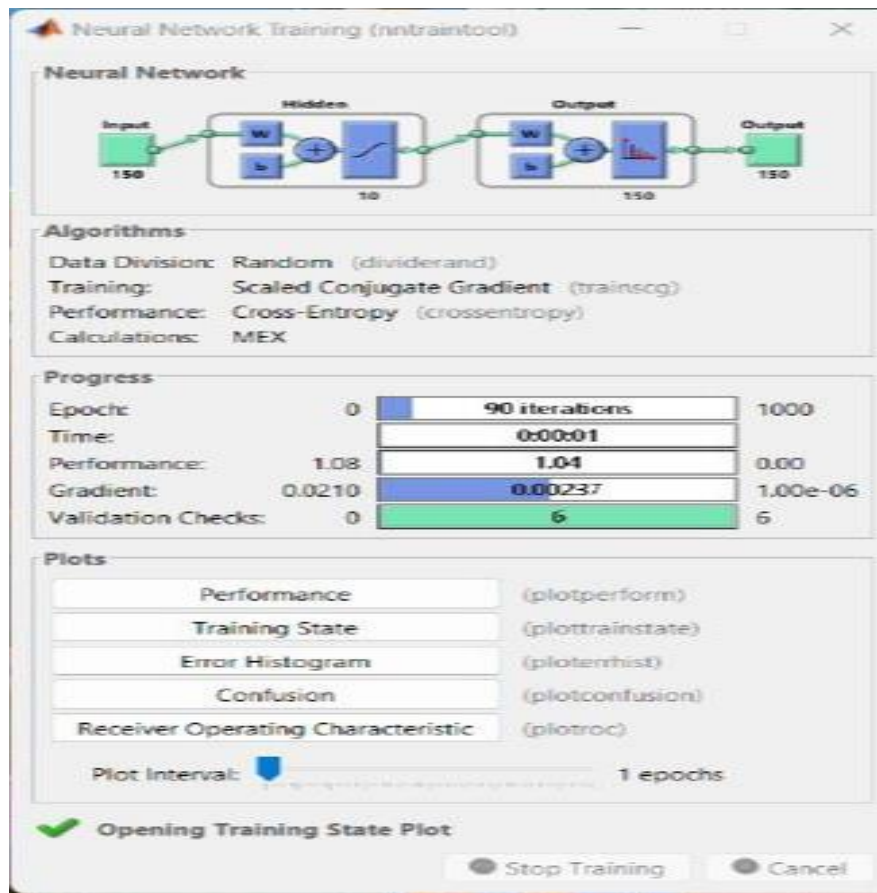 Neural Network Training (nntraintool)
Neural Network
Hidden
Output
Input
W
W
Output
b
b
150
10
150
150
Algorithms
Data Division: Random (dividerand)
Training: Scaled Conjugate Gradient (trainscg)
Performance: Cross-Entropy (crossentropy)
Calculations: MEX
Progress
Epoch: 0 90 iterations 1000
Time: 0:00:01
Performance: 1.08 1.04 0.00
Gradient: 0.0210 0.00237 1.00e-06
Validation Checks: 0 6 6
Plots
Performance (plotperform)
Training State (plottrainstate)
Error Histogram (ploterrhist)
Confusion (plotconfusion)
Receiver Operating Characteristic (plotroc)
Plot Interval: 1 epochs
Opening Training State Plot
Stop Training Cancel